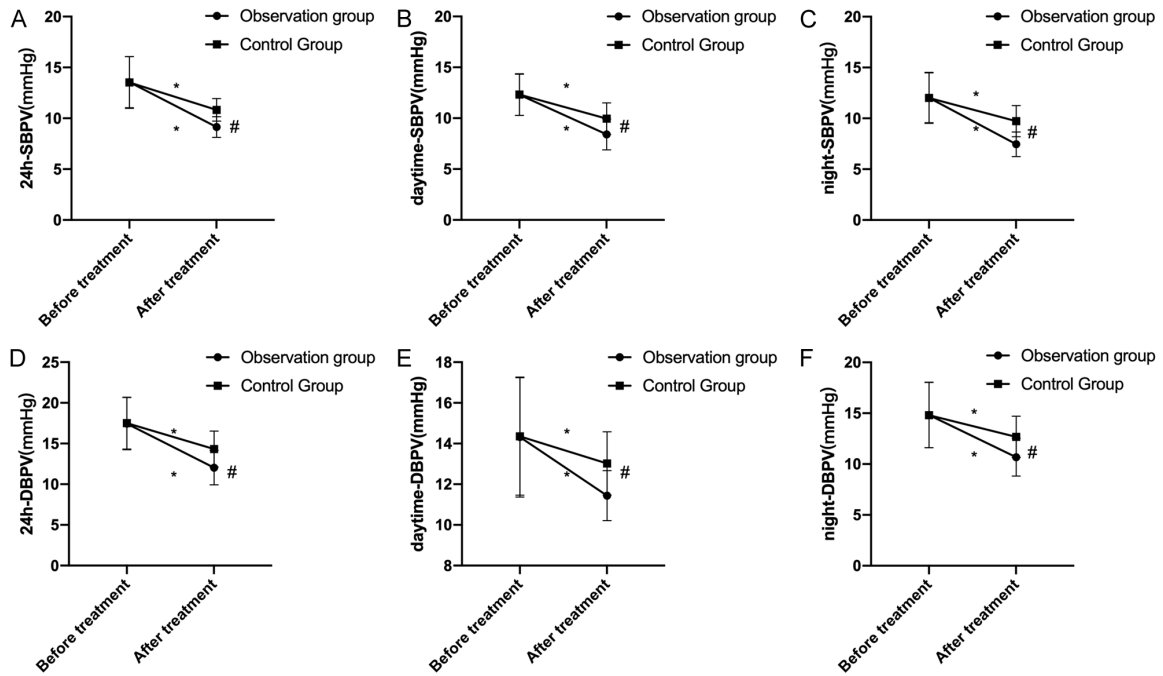 A
Observation group
Control Group
24h-SBPV(mmHg)
20
15
10
5
0
*
*
#
Before treatment
After treatment
B
Observation group
Control Group
daytime-SBPV(mmHg)
20
15
10
5
0
*
*
#
Before treatment
After treatment
C
Observation group
Control Group
night-SBPV(mmHg)
20
15
10
5
0
*
*
#
Before treatment
After treatment
D
Observation group
Control Group
24h-DBPV(mmHg)
25
20
15
10
5
0
*
*
#
Before treatment
After treatment
E
Observation group
Control Group
daytime-DBPV(mmHg)
18
16
14
12
10
8
*
*
#
Before treatment
After treatment
F
Observation group
Control Group
night-DBPV(mmHg)
20
15
10
5
0
*
*
#
Before treatment
After treatment